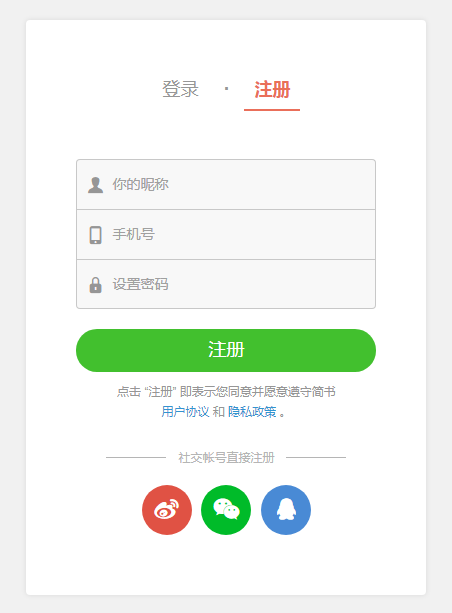 登录 · 注册
你的昵称
手机号
设置密码
注册
点击 “注册” 即表示您同意并愿意遵守简书
用户协议 和 隐私政策 。
社交帐号直接注册